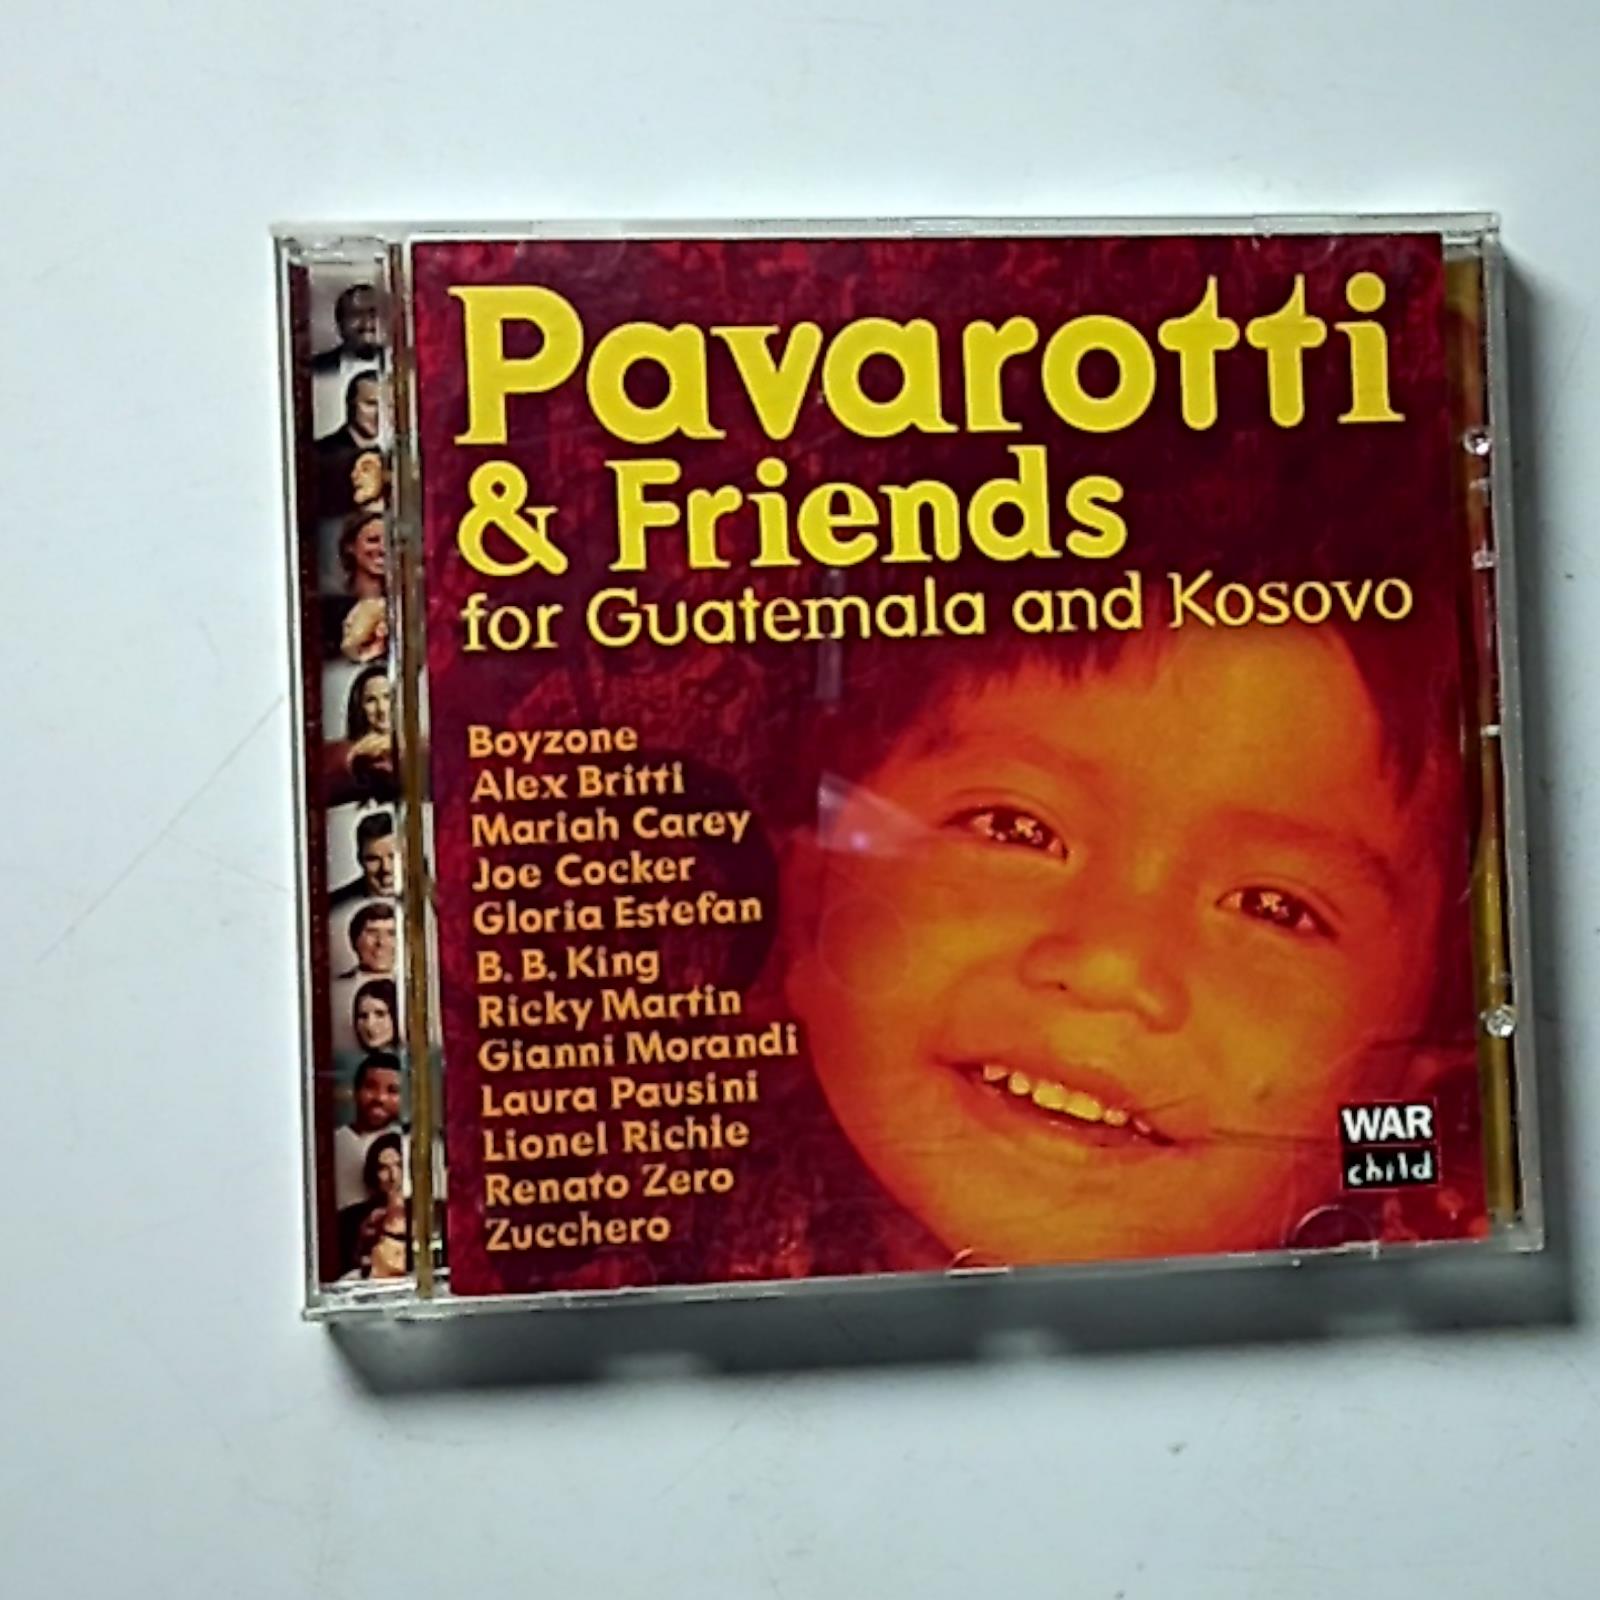 Pavarotti
& Friends
for Guatemala and Kosovo
Boyzone
Alex Britti
Mariah Carey
Joe Cocker
Gloria Estefan
B. B. King
Ricky Martin
Gianni Morandi
Laura Pausini
Lionel Richie
Renato Zero
Zucchero
WAR
child